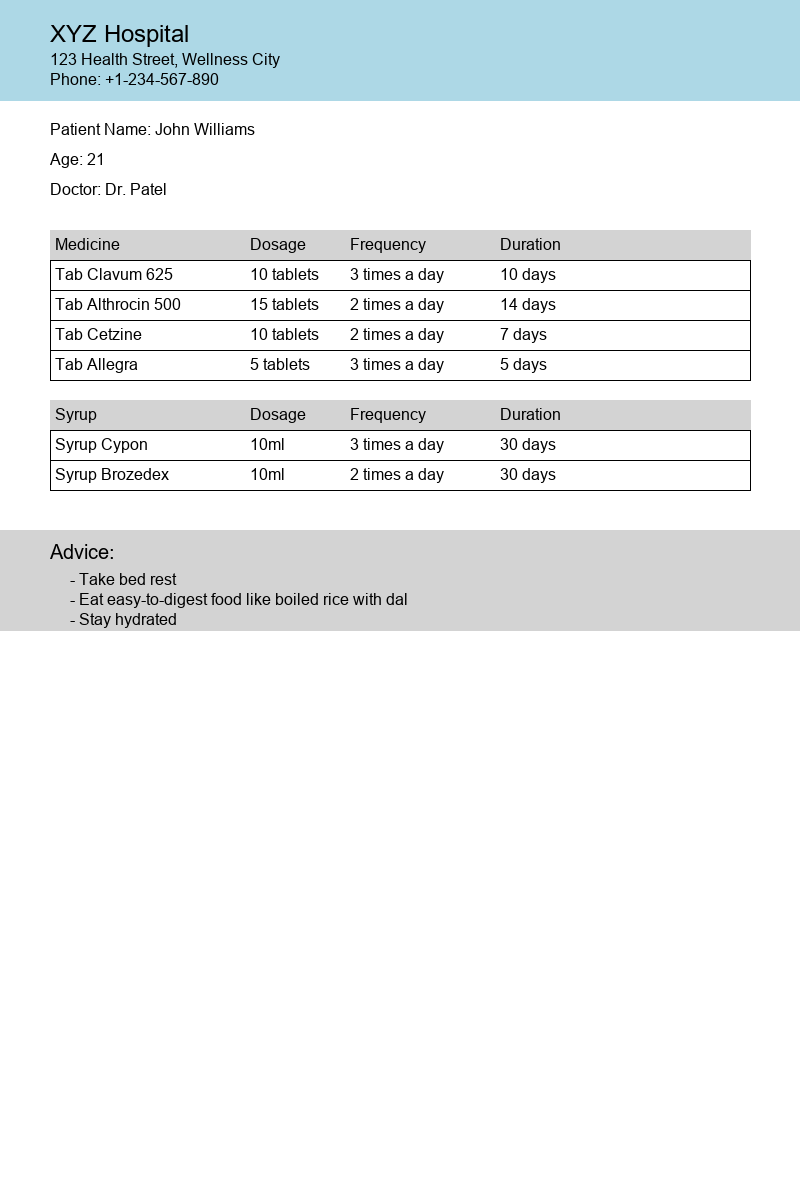 XYZ Hospital
123 Health Street, Wellness City
Phone: +1-234-567-890
Patient Name: John Williams
Age: 21
Doctor: Dr. Patel
Medicine Dosage Frequency Duration
Tab Clavum 625 10 tablets 3 times a day 10 days
Tab Althrocin 500 15 tablets 2 times a day 14 days
Tab Cetzine 10 tablets 2 times a day 7 days
Tab Allegra 5 tablets 3 times a day 5 days
Syrup Dosage Frequency Duration
Syrup Cypon 10ml 3 times a day 30 days
Syrup Brozedex 10ml 2 times a day 30 days
Advice:
- Take bed rest
- Eat easy-to-digest food like boiled rice with dal
- Stay hydrated